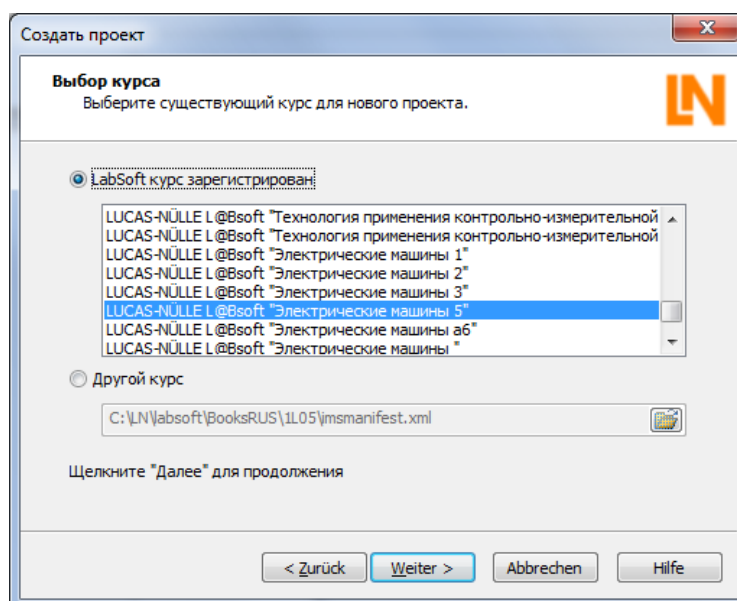 Создать проект
Выбор курса
Выберите существующий курс для нового проекта.
LN
LabSoft курс зарегистрирован
LUCAS-NÜLLE L@Bsoft "Технология применения контрольно-измерительной
LUCAS-NÜLLE L@Bsoft "Технология применения контрольно-измерительной
LUCAS-NÜLLE L@Bsoft "Электрические машины 1"
LUCAS-NÜLLE L@Bsoft "Электрические машины 2"
LUCAS-NÜLLE L@Bsoft "Электрические машины 3"
LUCAS-NÜLLE L@Bsoft "Электрические машины 5"
LUCAS-NÜLLE L@Bsoft "Электрические машины a6"
LUCAS-NÜLLE L@Bsoft "Электрические машины "
Другой курс
C:\LN\labsoft\BooksRUS\1L05\imsmanifest.xml
Щелкните "Далее" для продолжения
< Zurück Weiter > Abbrechen Hilfe